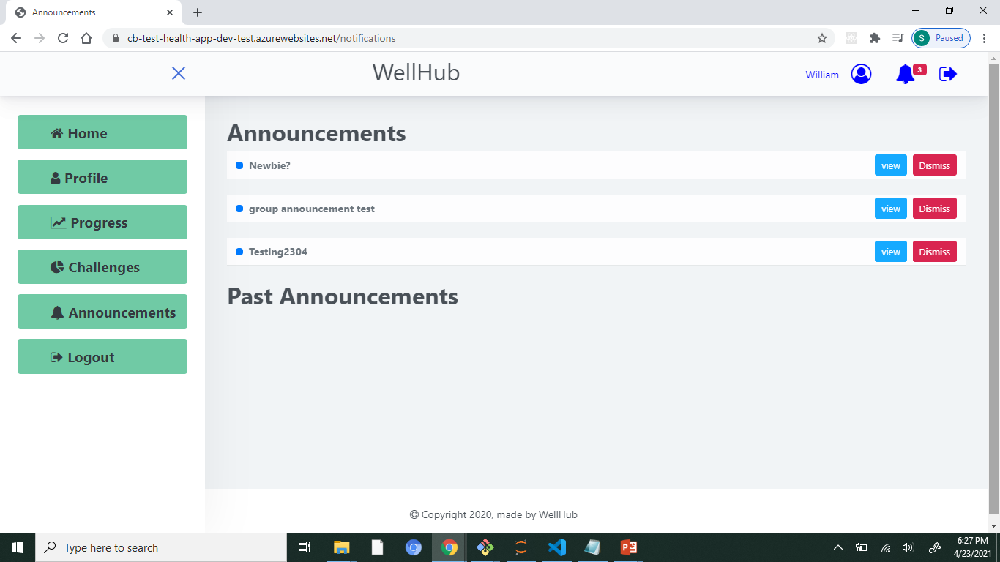 Announcements
cb-test-health-app-dev-test.azurewebsites.net/notifications
S Paused
WellHub
William
3
Home
Profile
Progress
Challenges
Announcements
Logout
Announcements
Newbie? view Dismiss
group announcement test view Dismiss
Testing2304 view Dismiss
Past Announcements
© Copyright 2020, made by WellHub
Type here to search
6:27 PM
4/23/2021